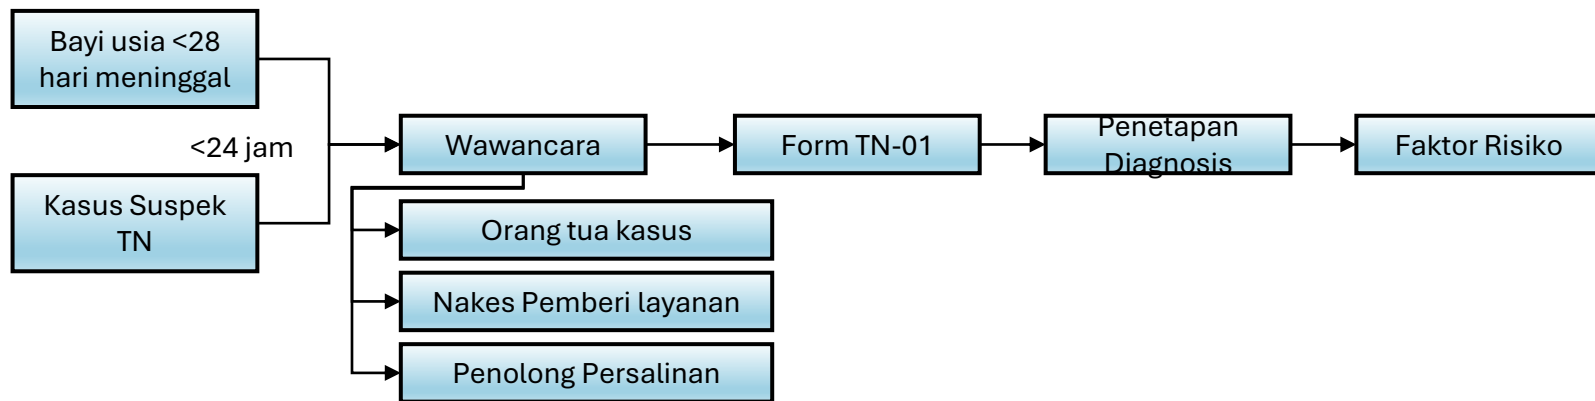 Bayi usia <28
hari meninggal
<24 jam
Kasus Suspek
TN
Wawancara
Form TN-01
Penetapan
Diagnosis
Faktor Risiko
Orang tua kasus
Nakes Pemberi layanan
Penolong Persalinan